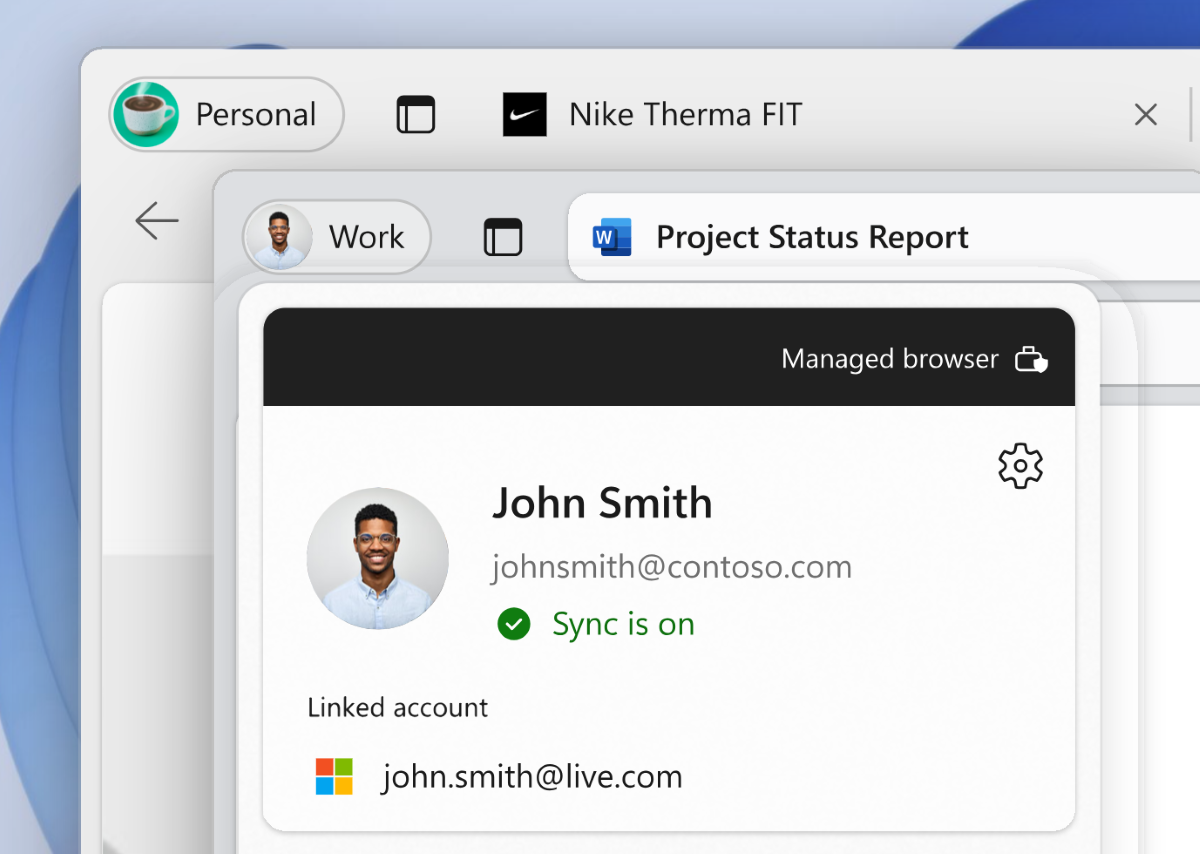 Personal
Nike Therma FIT
Work
W
Project Status Report
Managed browser
John Smith
johnsmith@contoso.com
Sync is on
Linked account
john.smith@live.com